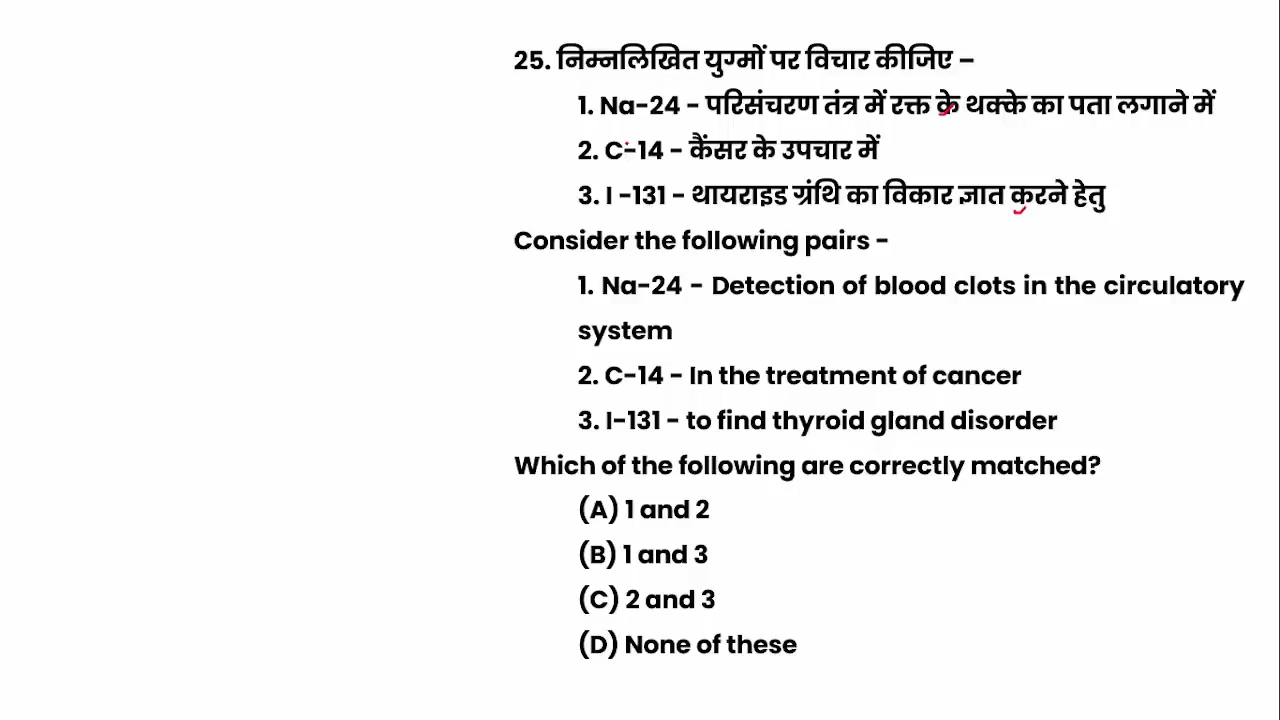 25. निम्नलिखित युग्मों पर विचार कीजिए –
1. Na-24 - परिसंचरण तंत्र में रक्त के थक्के का पता लगाने में
2. C-14 - कैंसर के उपचार में
3. I -131 - थायराइड ग्रंथि का विकार ज्ञात करने हेतु
Consider the following pairs -
1. Na-24 - Detection of blood clots in the circulatory
system
2. C-14 - In the treatment of cancer
3. I-131 - to find thyroid gland disorder
Which of the following are correctly matched?
(A) 1 and 2
(B) 1 and 3
(C) 2 and 3
(D) None of these